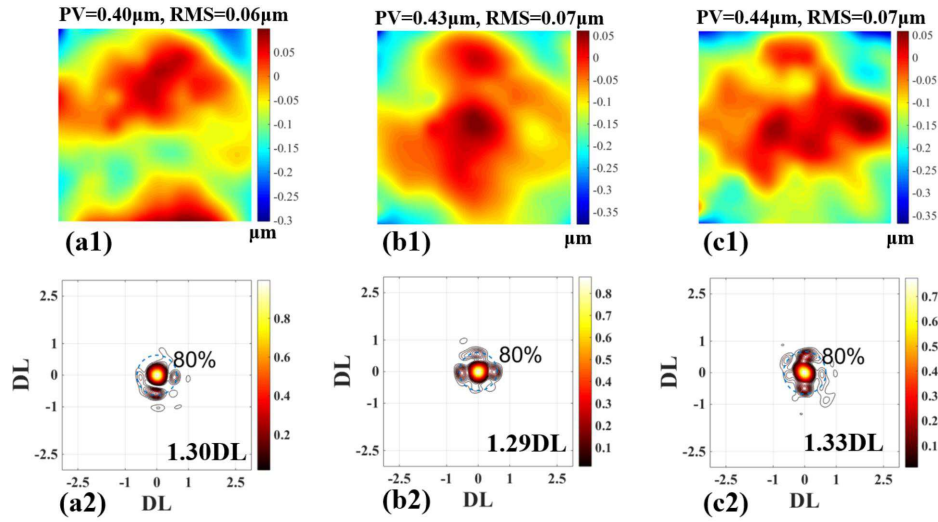 PV=0.40μm, RMS=0.06μm
0.05
0
-0.05
-0.1
-0.15
-0.2
-0.25
-0.3
μm
(a1)
PV=0.43μm, RMS=0.07μm
0.05
0
-0.05
-0.1
-0.15
-0.2
-0.25
-0.3
-0.35
μm
(b1)
PV=0.44μm, RMS=0.07μm
0.05
0
-0.05
-0.1
-0.15
-0.2
-0.25
-0.3
-0.35
μm
(c1)
2.5
1
0
-1
-2.5
DL
80%
1.30DL
-2.5 -1 0 1 2.5
DL
0.8
0.6
0.4
0.2
(a2)
2.5
1
0
-1
-2.5
DL
80%
1.29DL
-2.5 -1 0 1 2.5
DL
0.8
0.7
0.6
0.5
0.4
0.3
0.2
0.1
(b2)
2.5
1
0
-1
-2.5
DL
80%
1.33DL
-2.5 -1 0 1 2.5
DL
0.7
0.6
0.5
0.4
0.3
0.2
0.1
(c2)